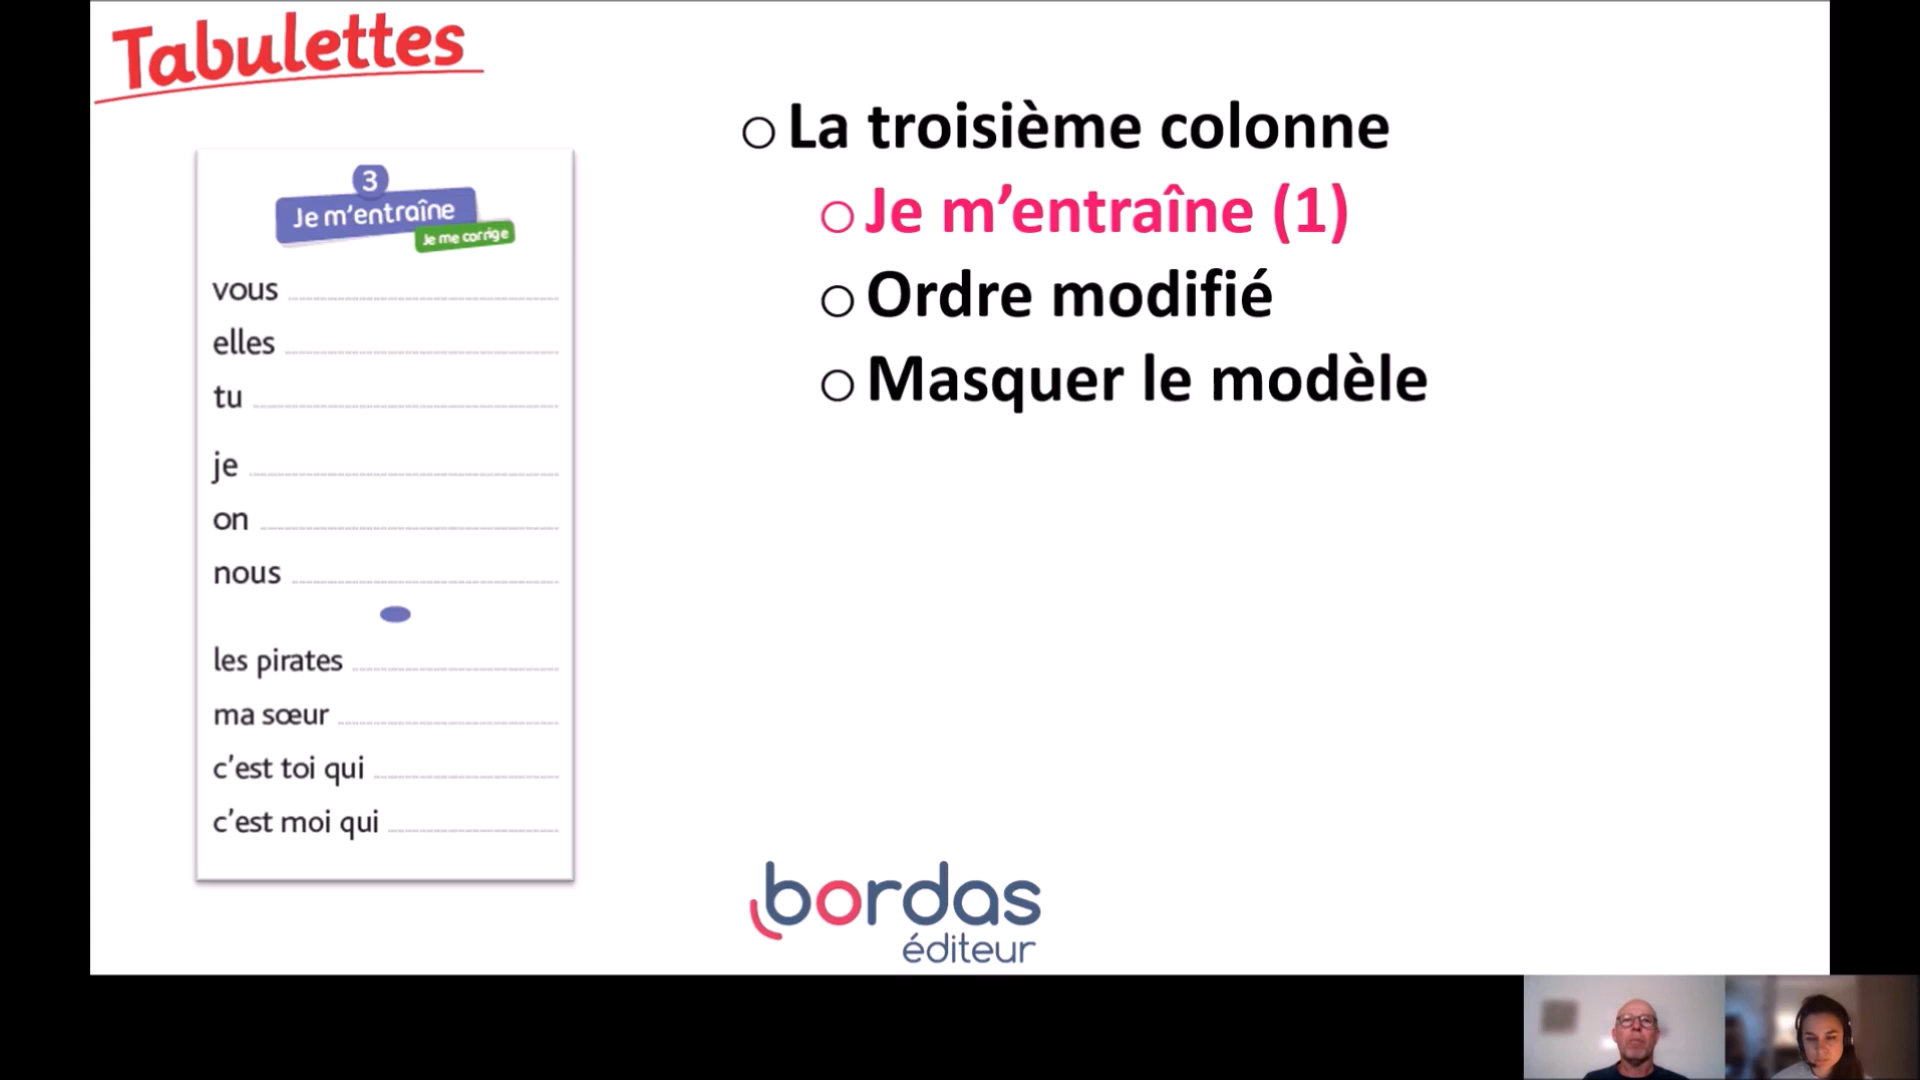 Tabulettes
3
Je m'entraîne
Je me corrige
vous
elles
tu
je
on
nous
les pirates
ma sœur
c'est toi qui
c'est moi qui
La troisième colonne
Je m'entraîne (1)
Ordre modifié
Masquer le modèle
bordas
éditeur